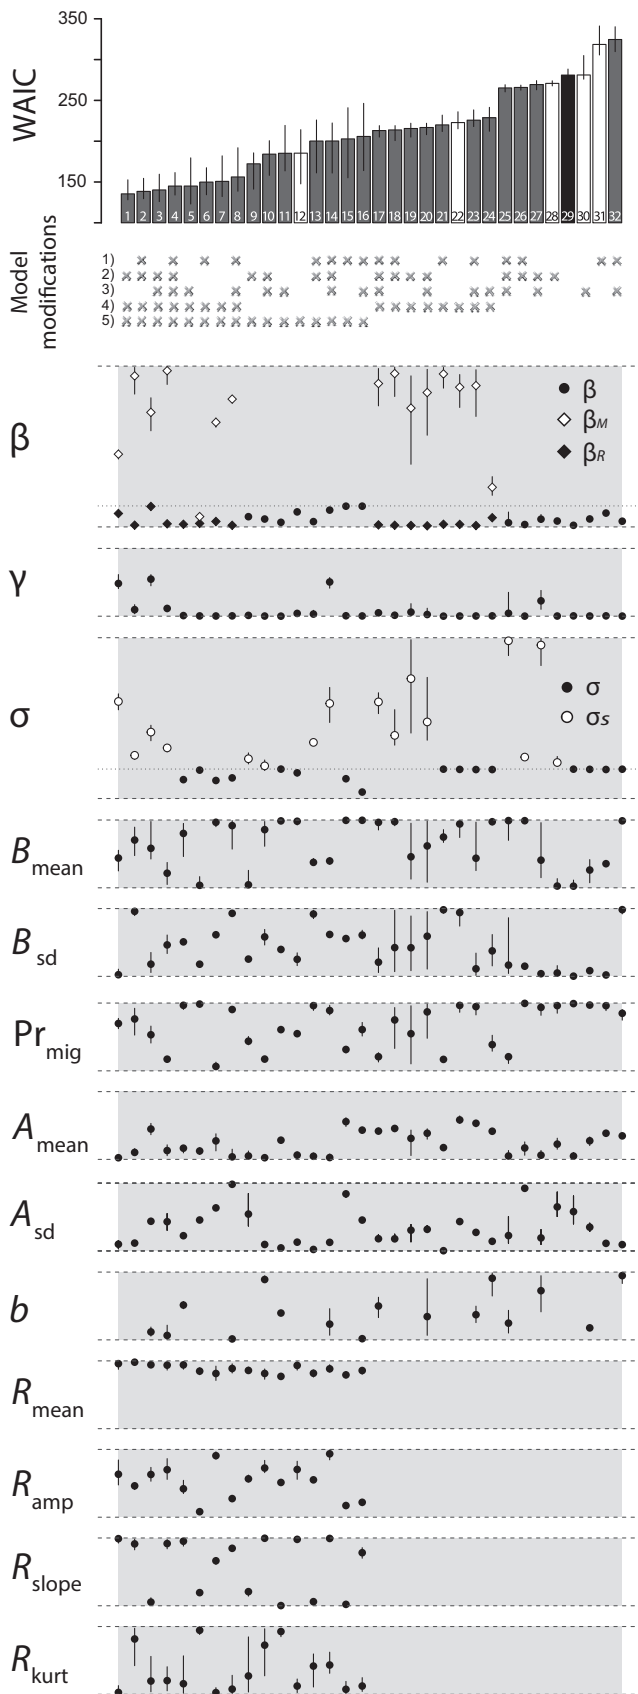 350
WAIC
250
150
1 2 3 4 5 6 7 8 9 10 11 12 13 14 15 16 17 18 19 20 21 22 23 24 25 26 27 28 29 30 31 32
Model
modifications
1)
2)
3)
4)
5)
β
β
βM
βR
γ
σ
σ
σs
Bmean
Bsd
Prmig
Amean
Asd
b
Rmean
Ramp
Rslope
Rkurt